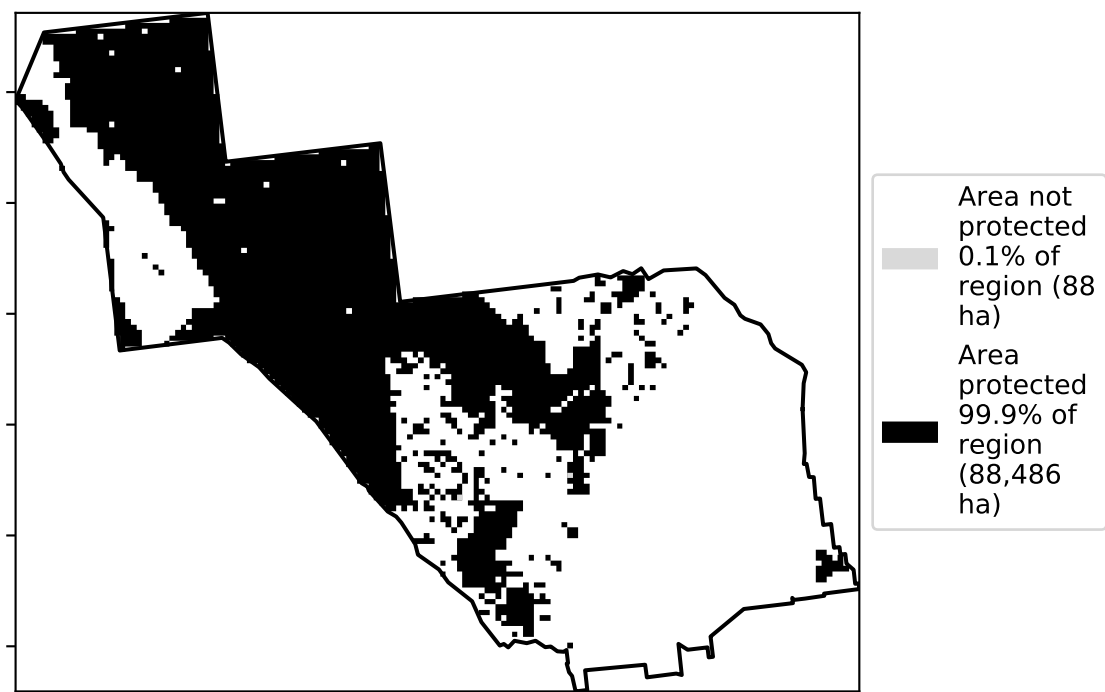 Area not
protected
0.1% of
region (88
ha)
Area
protected
99.9% of
region
(88,486
ha)